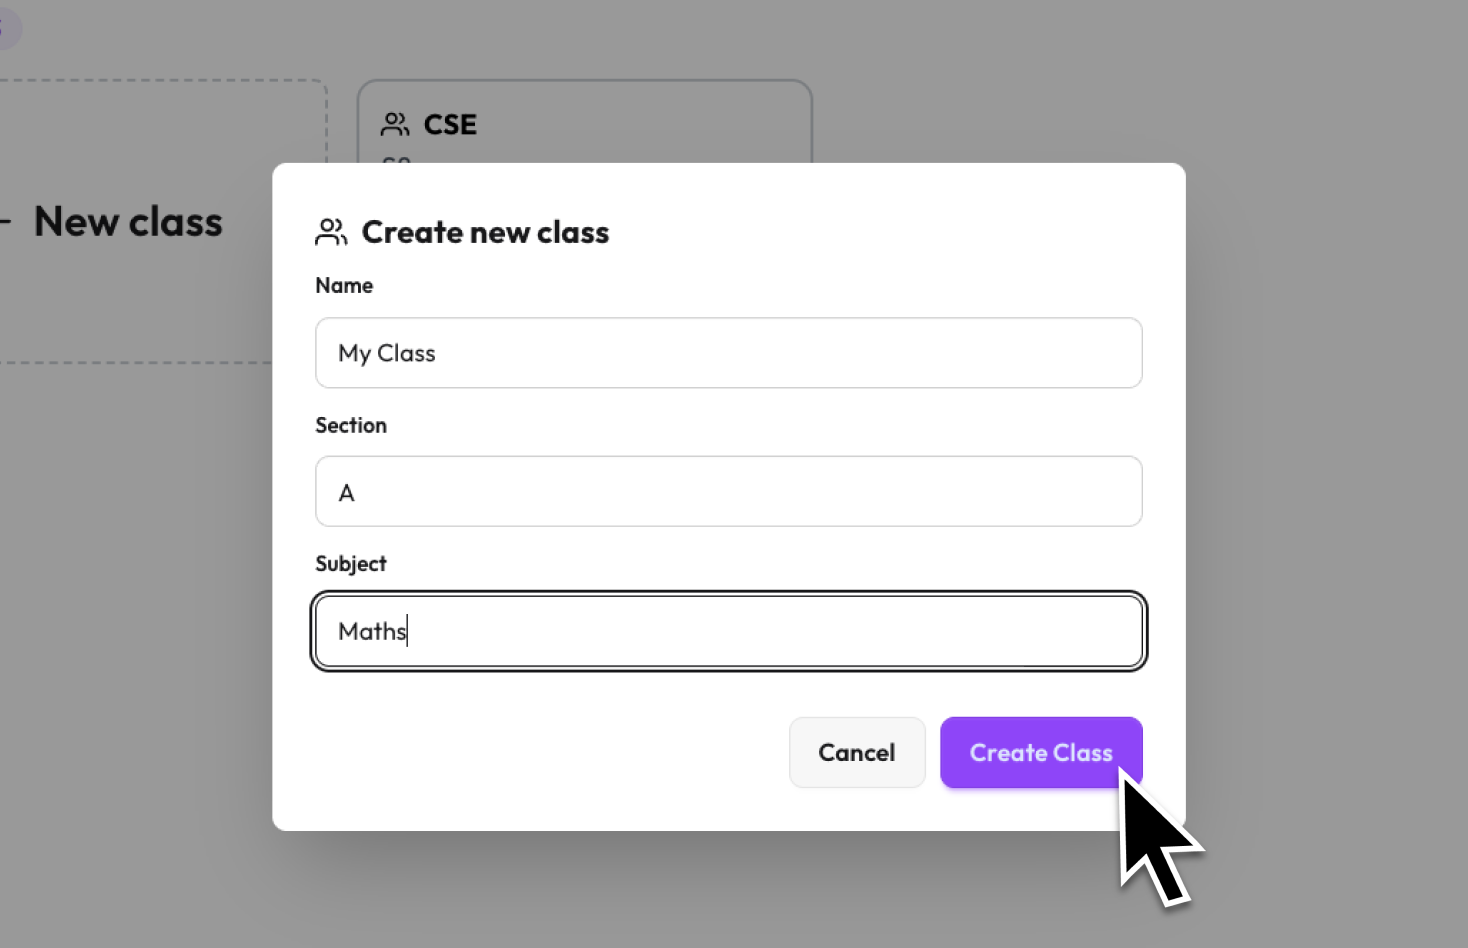 CSE
New class
Create new class
Name
My Class
Section
A
Subject
Maths
Cancel
Create Class